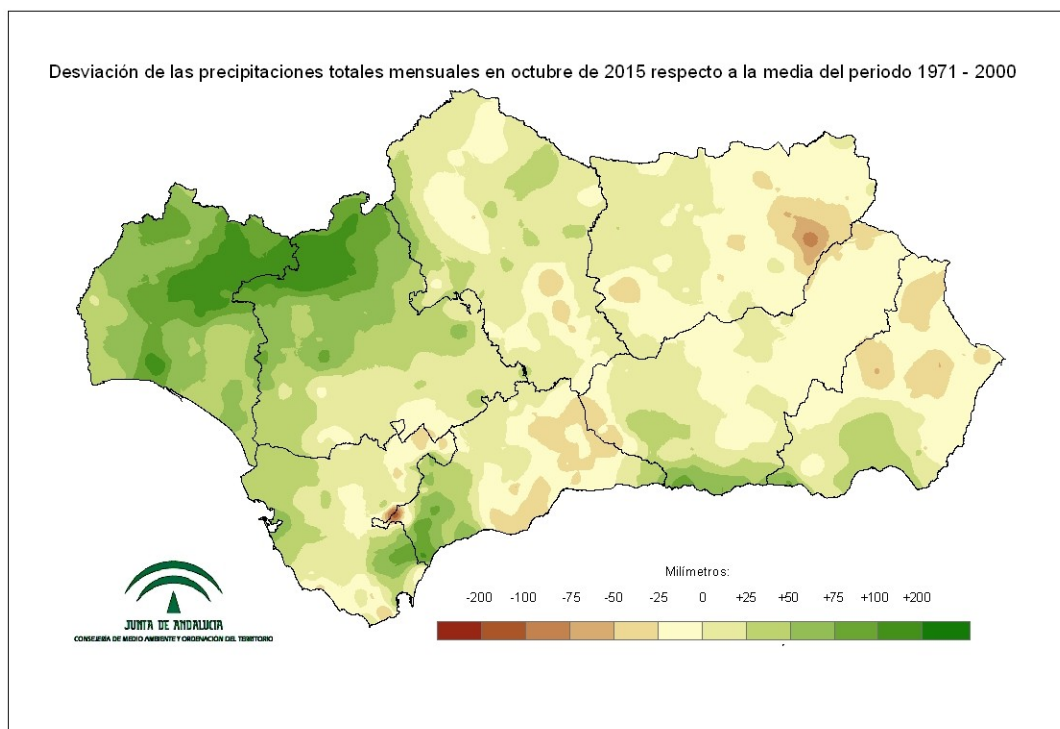 Desviación de las precipitaciones totales mensuales en octubre de 2015 respecto a la media del periodo 1971 - 2000
Milímetros:
-200 -100 -75 -50 -25 0 +25 +50 +75 +100 +200
JUNTA DE ANDALUCIA
CONSEJERÍA DE MEDIO AMBIENTE Y ORDENACIÓN DEL TERRITORIO